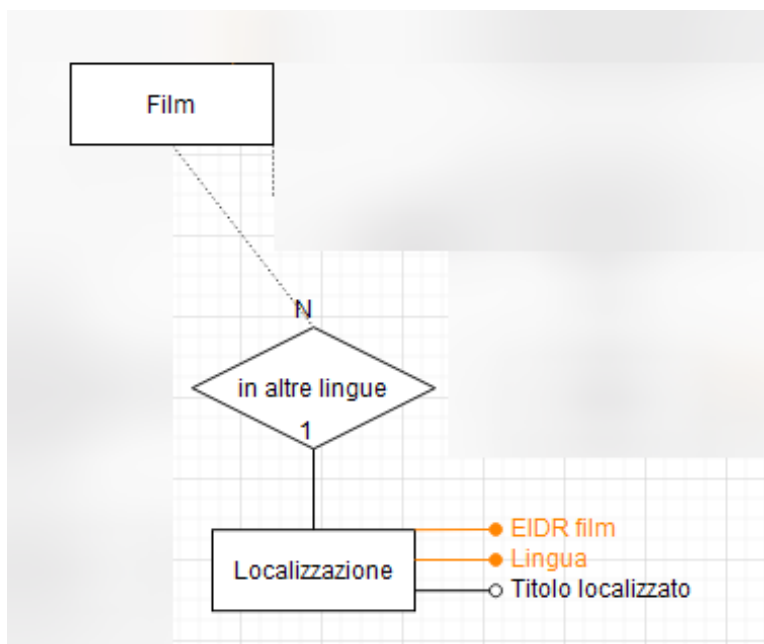 Film
N
in altre lingue
1
EIDR film
Lingua
Localizzazione
Titolo localizzato